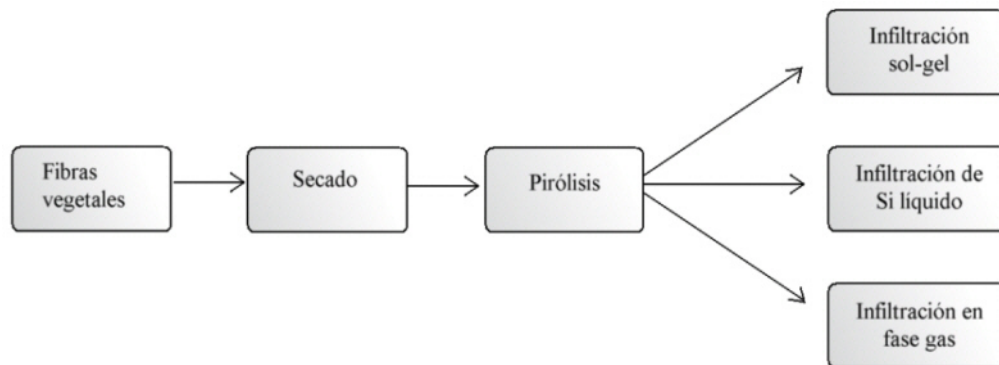 Fibras
vegetales
Secado
Pirólisis
Infiltración
sol-gel
Infiltración de
Si líquido
Infiltración en
fase gas